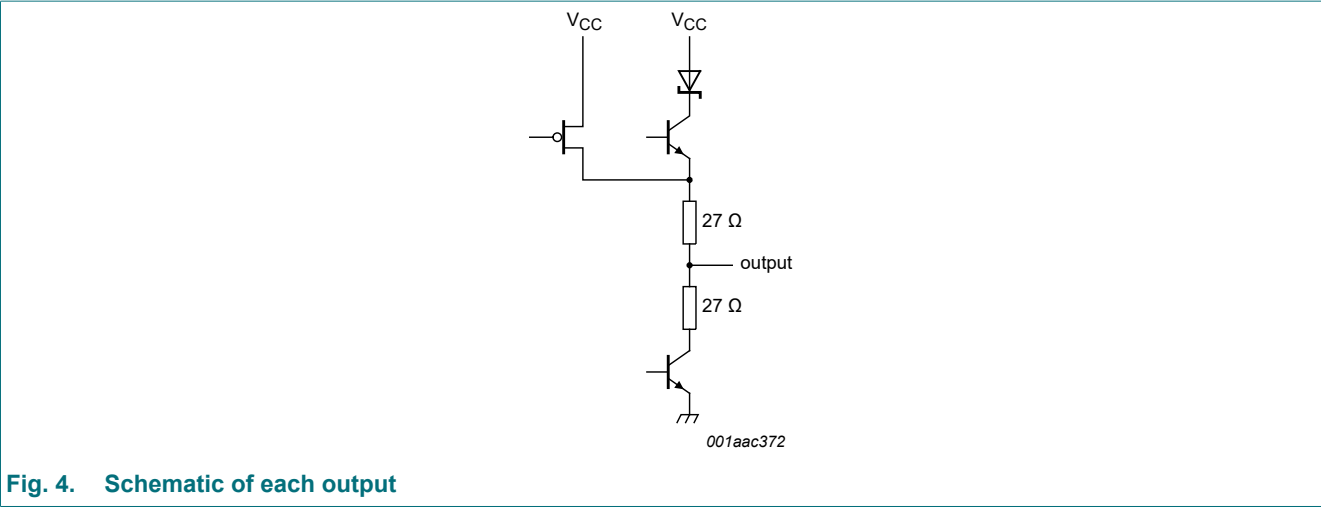 VCC VCC
27 Ω
output
27 Ω
001aac372
Fig. 4. Schematic of each output